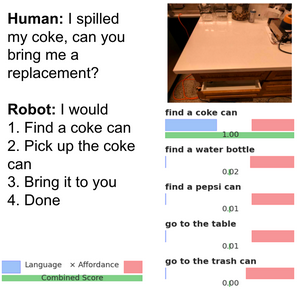 Human: I spilled
my coke, can you
bring me a
replacement?
Robot: I would
1. Find a coke can
2. Pick up the coke
can
3. Bring it to you
4. Done
Language × Affordance
Combined Score
find a coke can
1.00
find a water bottle
0.02
find a pepsi can
0.01
go to the table
0.01
go to the trash can
0.00